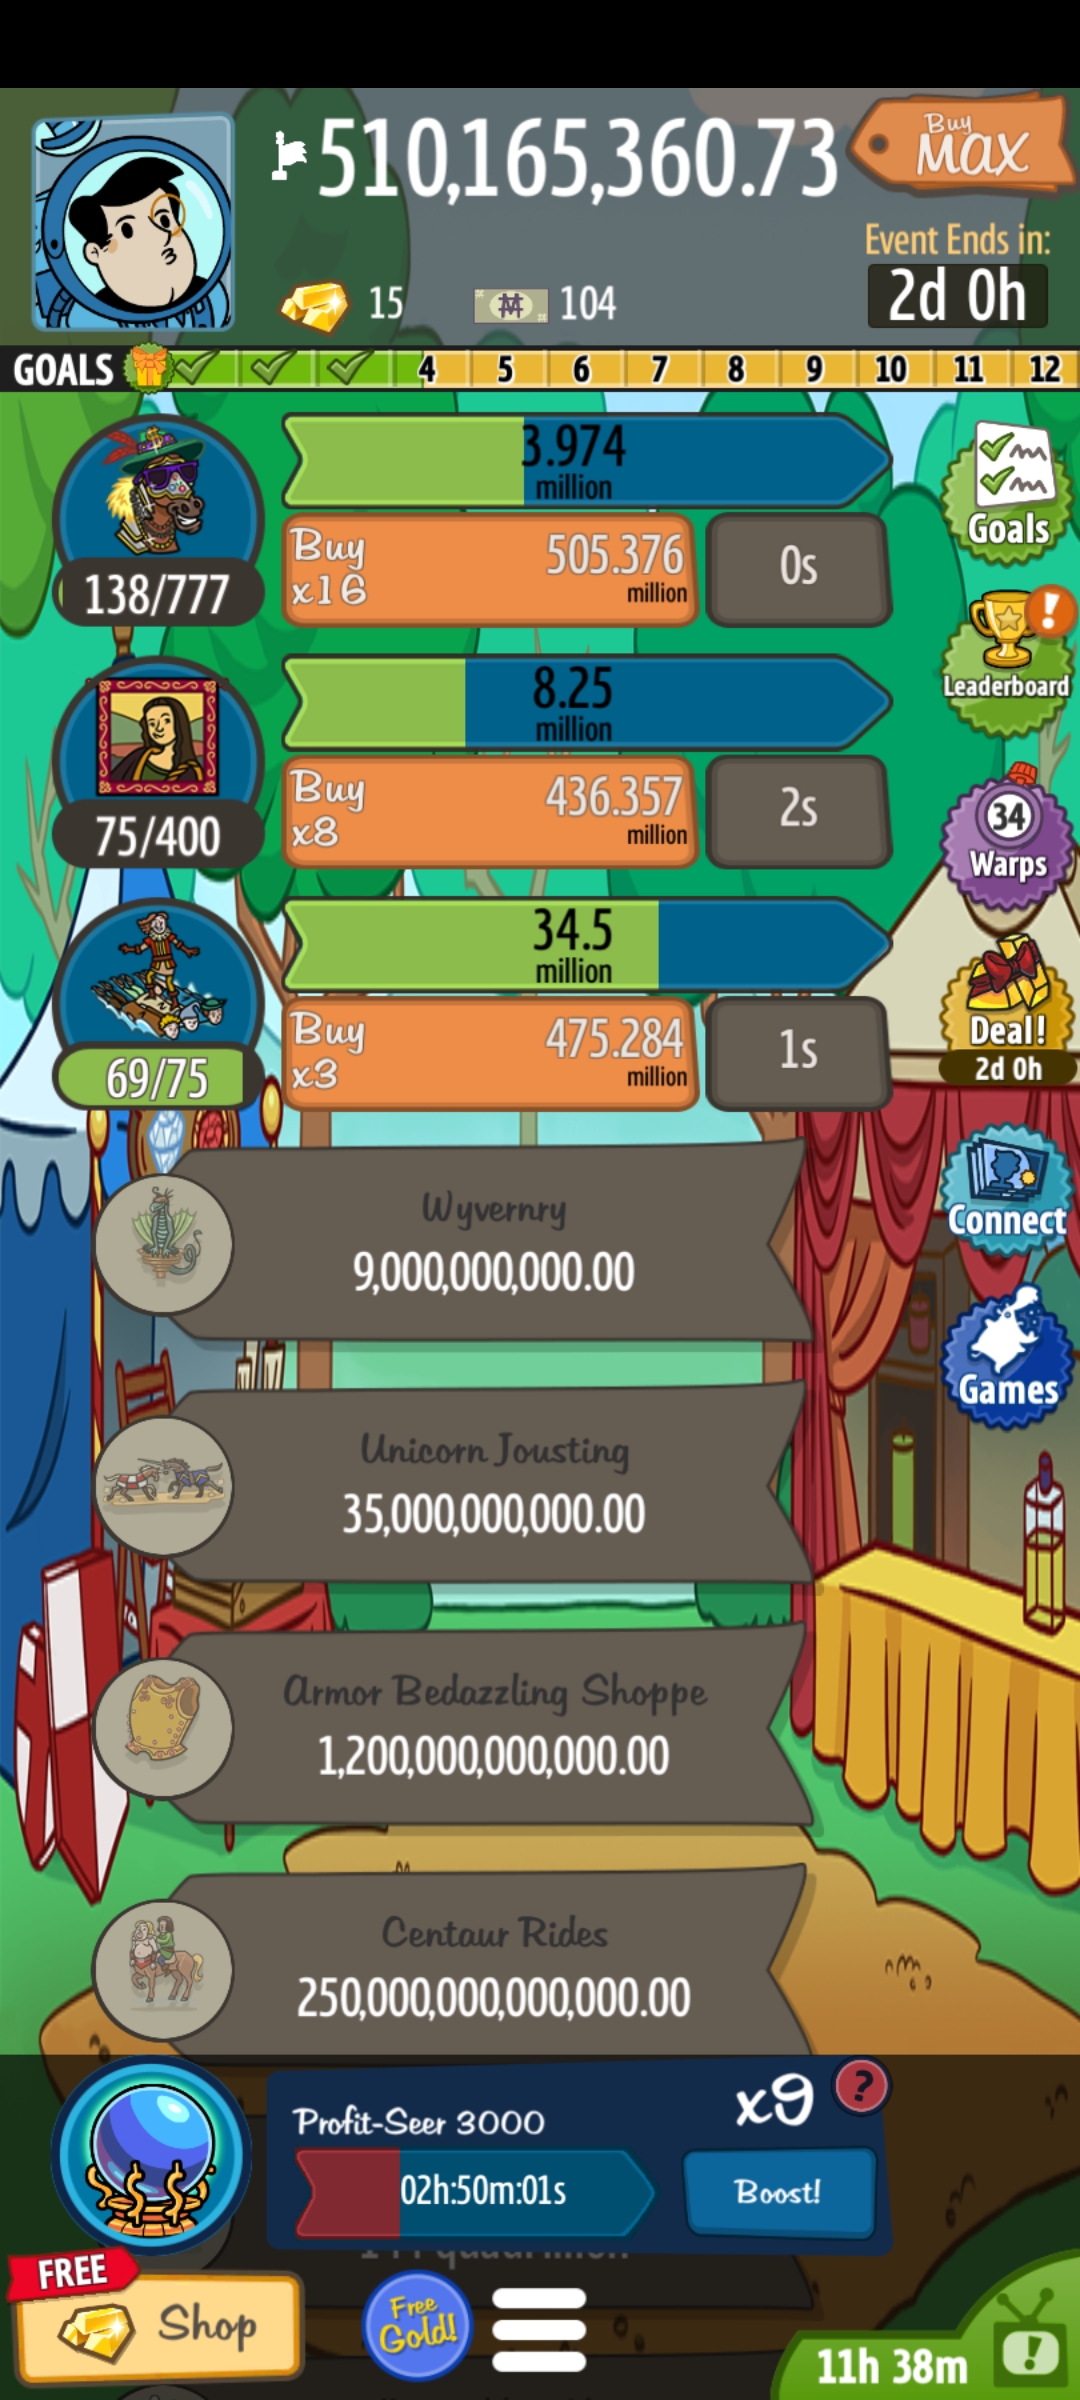 510,165,360.73
Buy
MAX
Event Ends in:
2d 0h
15
104
GOALS
4 5 6 7 8 9 10 11 12
3.974
million
Buy
x16
505.376
million
0s
138/777
Goals
8.25
million
Leaderboard
Buy
x8
436.357
million
2s
75/400
34
Warps
34.5
million
Buy
x3
475.284
million
1s
69/75
Deal!
2d 0h
Wyvernry
9,000,000,000.00
Connect
Unicorn Jousting
35,000,000,000.00
Games
Armor Bedazzling Shoppe
1,200,000,000,000.00
Centaur Rides
250,000,000,000,000.00
Profit-Seer 3000
x9
?
02h:50m:01s
Boost!
FREE
Shop
Free
Gold!
11h 38m